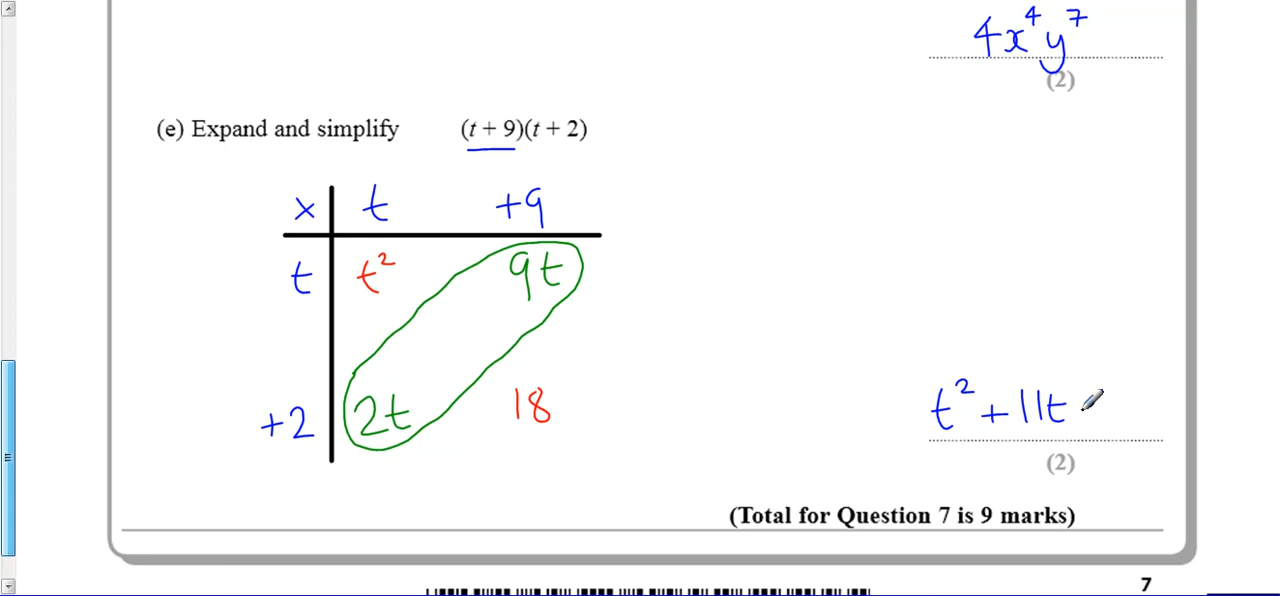 4x⁴y⁷
(2)
(e) Expand and simplify (t + 9)(t + 2)
x t +9
t t² 9t
+2 2t 18
t² + 11t
(2)
(Total for Question 7 is 9 marks)
7